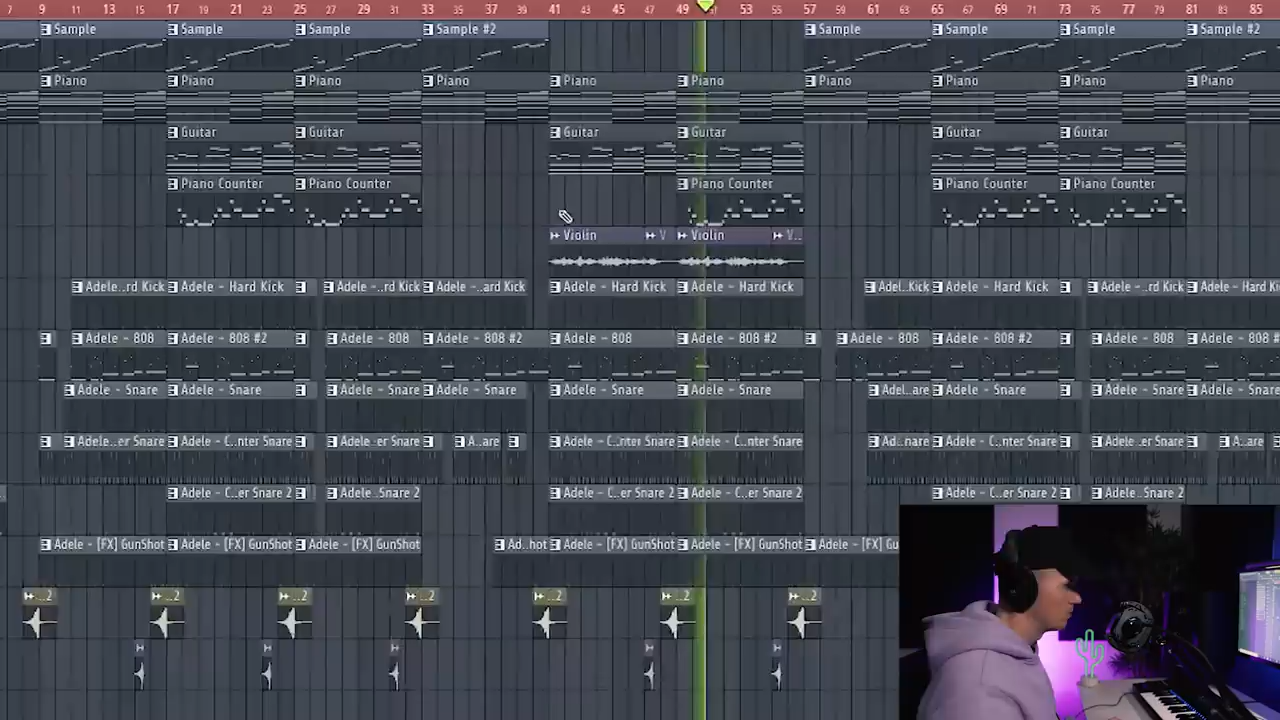 7 9 11 13 15 17 19 21 23 25 27 29 31 33 35 37 39 41 43 45 47 49 53 55 57 59 61 63 65 67 69 71 73 75 77 79 81 83 85
Sample Sample Sample Sample #2 Sample Sample Sample Sample #2
Piano Piano Piano Piano Piano Piano Piano Piano Piano Piano
Guitar Guitar Guitar Guitar Guitar Guitar
Piano Counter Piano Counter Piano Counter Piano Counter Piano Counter
Violin V Violin V..
Adele..rd Kick Adele - Hard Kick Adele -..rd Kick Adele -..ard Kick Adele - Hard Kick Adele - Hard Kick Adel..Kick Adele - Hard Kick Adele -..rd Kick Adele - Hard Ki
Adele - 808 Adele - 808 #2 Adele - 808 Adele - 808 #2 Adele - 808 Adele - 808 #2 Adele - 808 Adele - 808 #2 Adele - 808 Adele - 808 #
Adele - Snare Adele - Snare Adele - Snare Adele - Snare Adele - Snare Adele - Snare Adel..are Adele - Snare Adele - Snare Adele - Snare
Adele...er Snare Adele - C..nter Snare Adele -..er Snare A..are Adele - C..nter Snare Adele - C..nter Snare Ad..nare Adele - C..nter Snare Adele -..er Snare A..are
Adele - C..er Snare 2 Adele..Snare 2 Adele - C..er Snare 2 Adele - C..er Snare 2 Adele - C..er Snare 2 Adele..Snare 2
Adele - [FX] GunShot Adele - [FX] GunShot Adele - [FX] GunShot Ad..hot Adele - [FX] GunShot Adele - [FX] GunShot Adele - [FX] Gu
..2 ..2 ..2 ..2 ..2 ..2 ..2